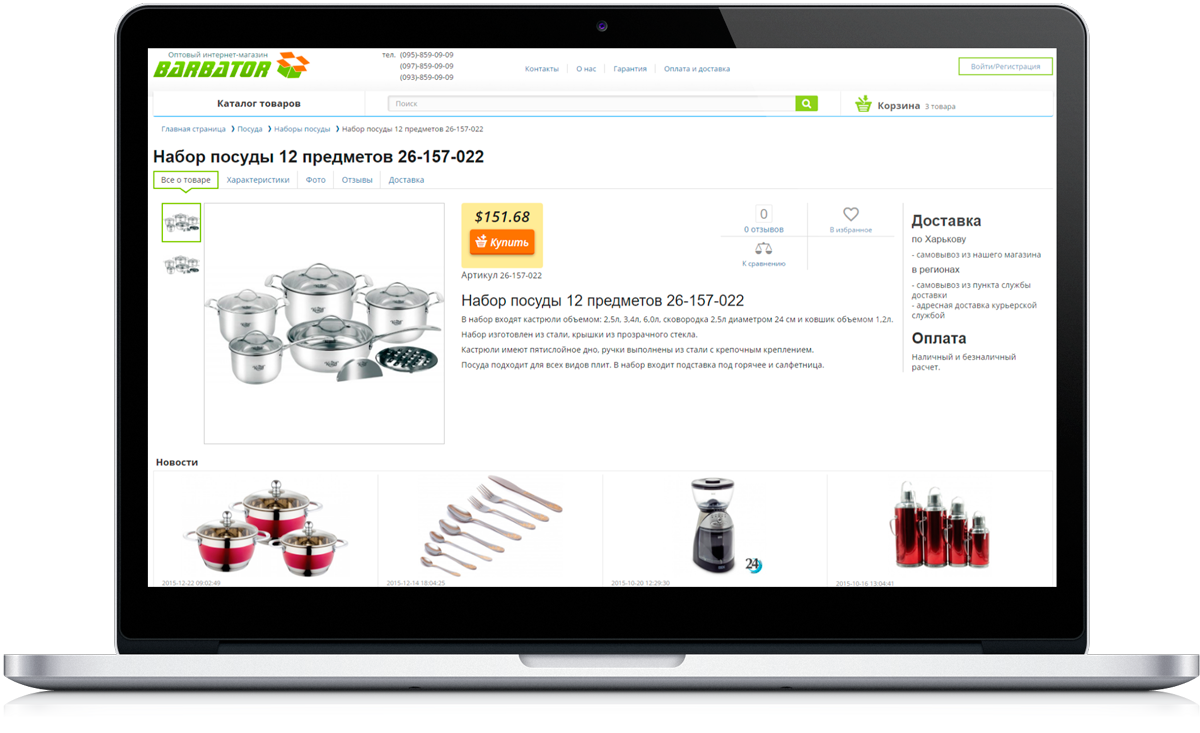 Оптовый интернет-магазин
BARBATOR
тел. (095)-859-09-09
(097)-859-09-09
(093)-859-09-09
Контакты
О нас
Гарантия
Оплата и доставка
Войти/Регистрация
Каталог товаров
Поиск
Корзина 3 товара
Главная страница ❯ Посуда ❯ Наборы посуды ❯ Набор посуды 12 предметов 26-157-022
Набор посуды 12 предметов 26-157-022
Все о товаре
Характеристики
Фото
Отзывы
Доставка
$151.68
Купить
Артикул 26-157-022
0
0 отзывов
В избранное
К сравнению
Набор посуды 12 предметов 26-157-022
В набор входят кастрюли объемом: 2,5л, 3,4л, 6,0л, сковородка 2,5л диаметром 24 см и ковшик объемом 1,2л.
Набор изготовлен из стали, крышки из прозрачного стекла.
Кастрюли имеют пятислойное дно, ручки выполнены из стали с крепочным креплением.
Посуда подходит для всех видов плит. В набор входит подставка под горячее и салфетница.
Доставка
по Харькову
- самовывоз из нашего магазина
в регионах
- самовывоз из пункта службы
доставки
- адресная доставка курьерской
службой
Оплата
Наличный и безналичный
расчет.
Новости
24
2015-12-22 09:02:49
2015-12-14 18:04:25
2015-10-20 12:29:30
2015-10-16 13:04:41